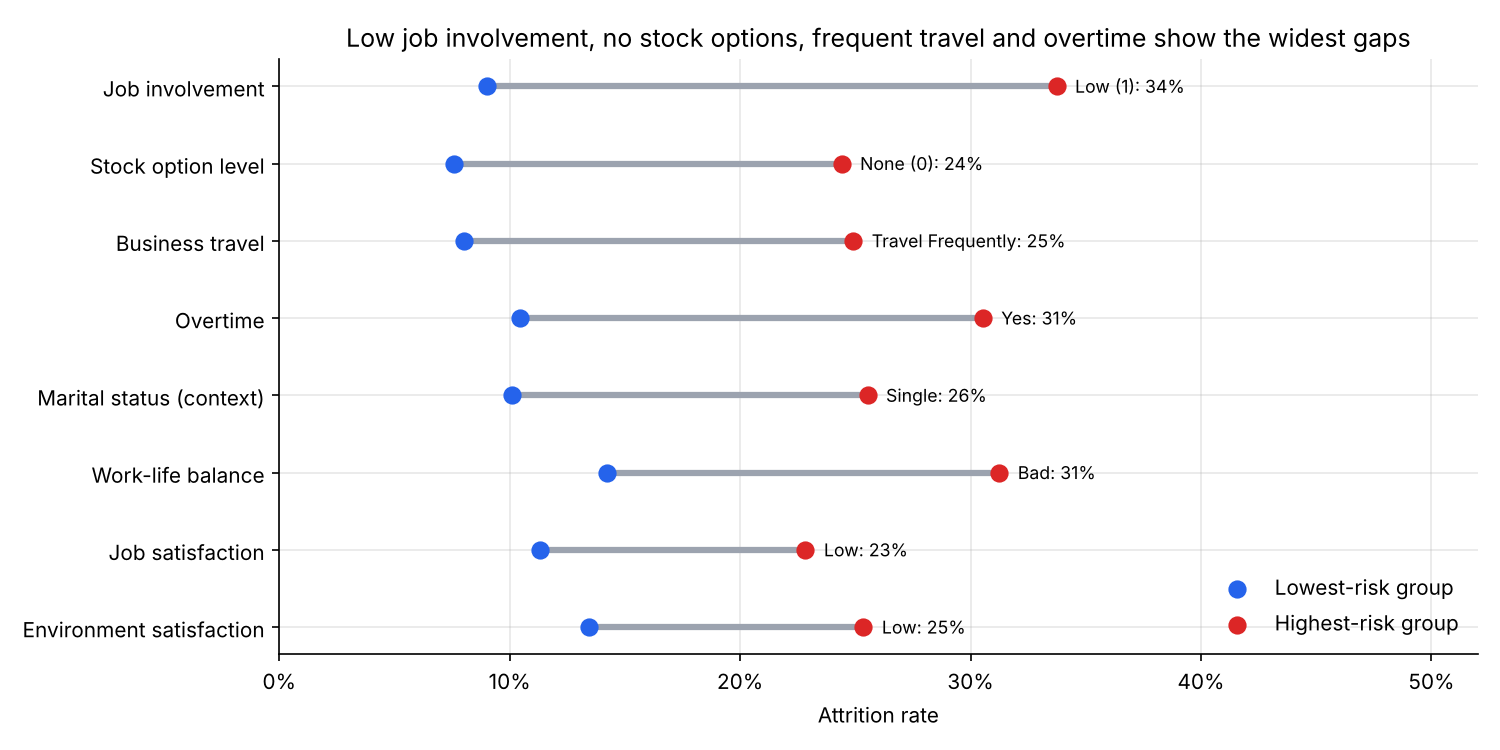 Low job involvement, no stock options, frequent travel and overtime show the widest gaps
Job involvement
Low (1): 34%
Stock option level
None (0): 24%
Business travel
Travel Frequently: 25%
Overtime
Yes: 31%
Marital status (context)
Single: 26%
Work-life balance
Bad: 31%
Job satisfaction
Low: 23%
Environment satisfaction
Low: 25%
Lowest-risk group
Highest-risk group
0% 10% 20% 30% 40% 50%
Attrition rate